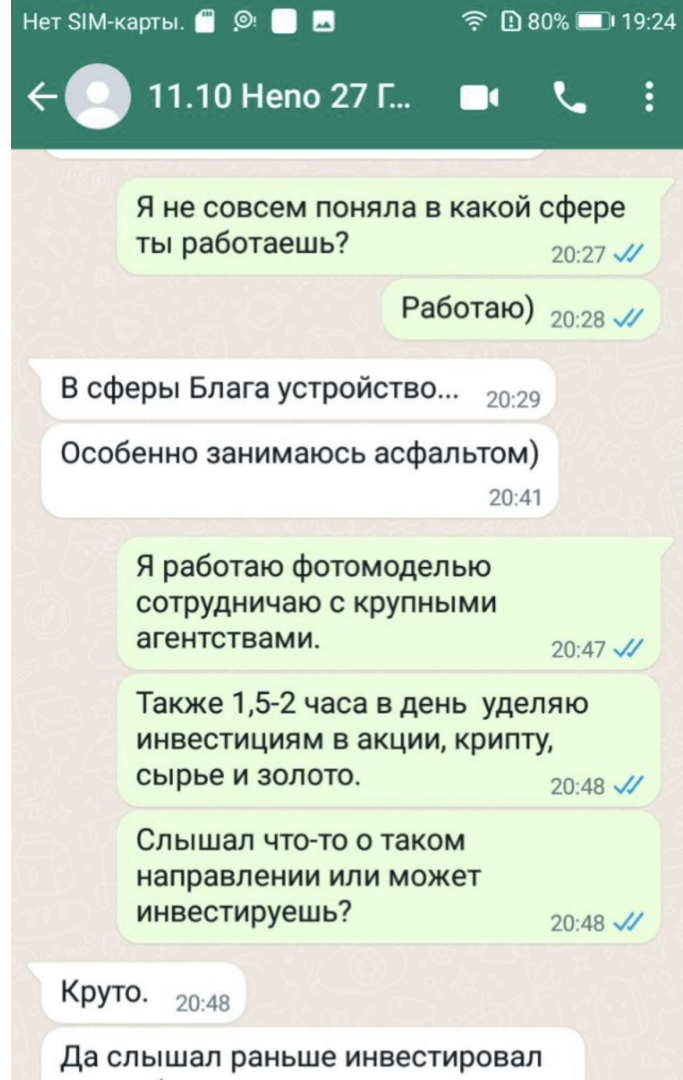 Нет SIM-карты. 80% 19:24
11.10 Heno 27 Г...
Я не совсем поняла в какой сфере
ты работаешь? 20:27
Работаю) 20:28
В сферы Блага устройство... 20:29
Особенно занимаюсь асфальтом)
20:41
Я работаю фотомоделью
сотрудничаю с крупными
агентствами. 20:47
Также 1,5-2 часа в день уделяю
инвестициям в акции, крипту,
сырье и золото. 20:48
Слышал что-то о таком
направлении или может
инвестируешь? 20:48
Круто. 20:48
Да слышал раньше инвестировал